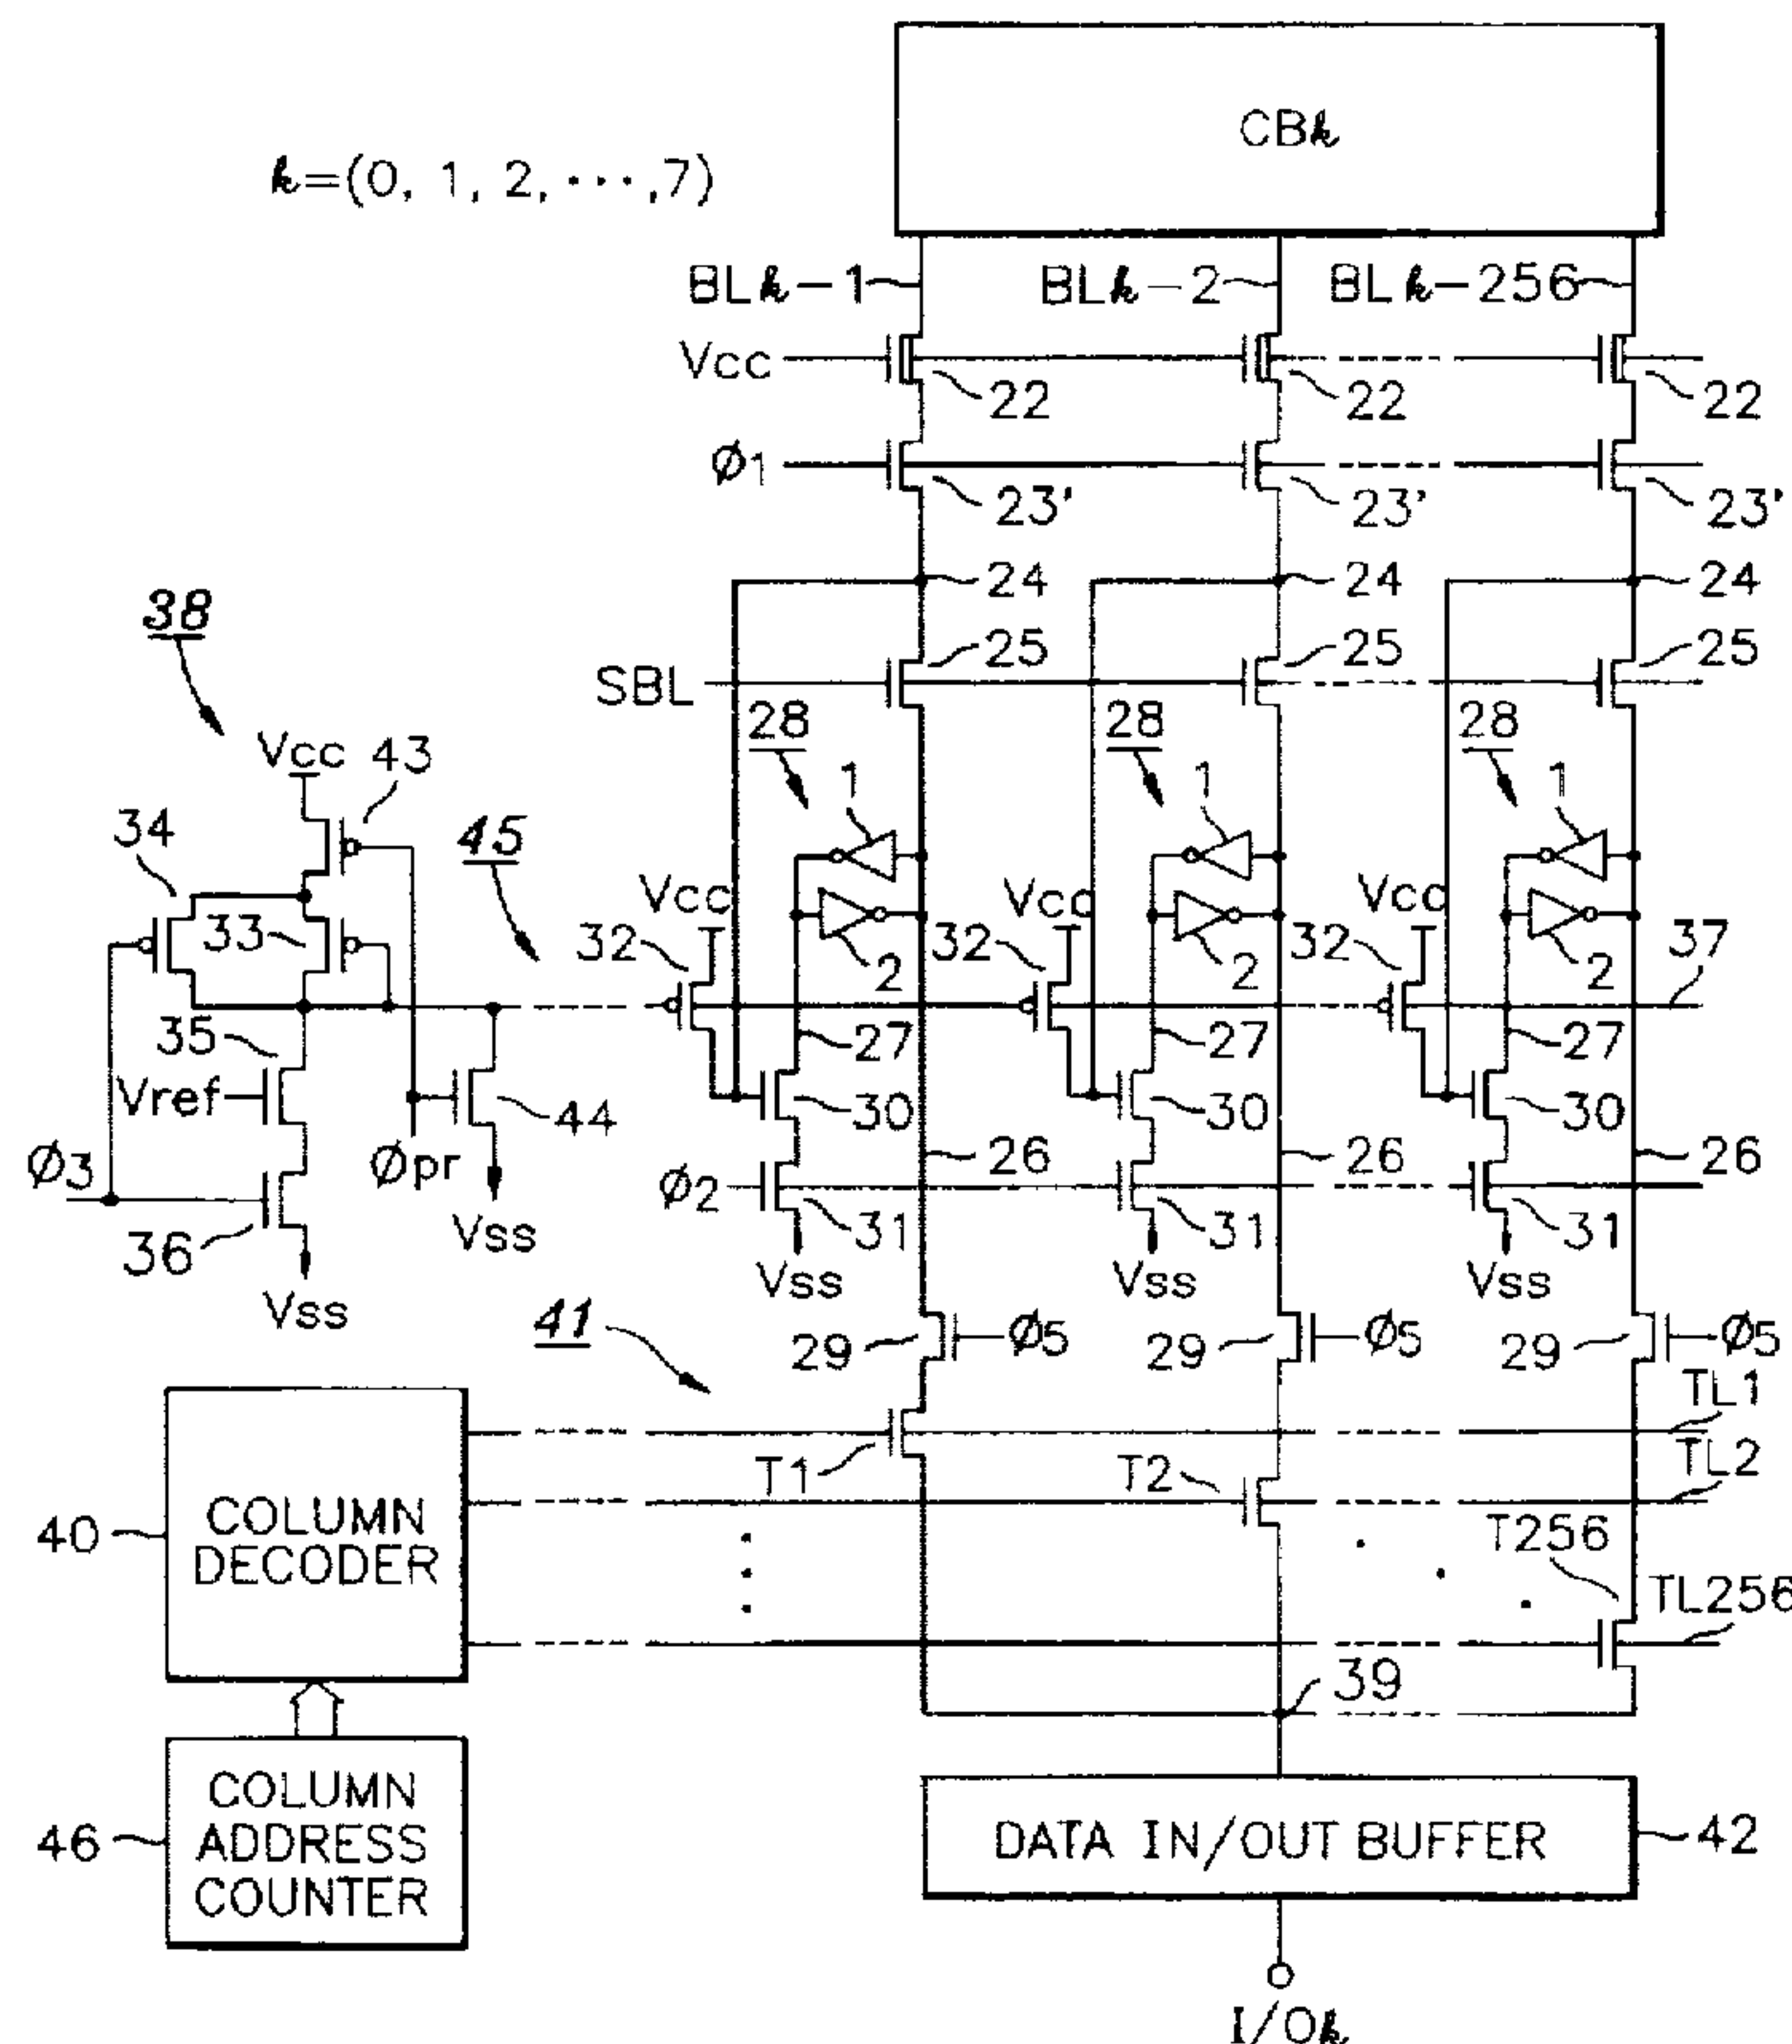 CBk
k=(0, 1, 2, ···,7)
BLk-1 BLk-2 BLk-256
Vcc 22 22 22
Ø1 23' 23' 23'
24 24 24
38
SBL 25 25 25
28 28 28
Vcc 43 1 1 1
34 45
33 Vcc Vcc Vcc
32 2 32 2 32 2 37
35 27 27 27
Vref 44 30 30 30
Ø3 Øpr 26 26 26
Ø2
36 Vss 31 31 31
Vss Vss Vss Vss
41 29 Ø5 29 Ø5 29 Ø5
TL1
T1 T2 TL2
40 COLUMN DECODER
T256
TL256
39
46 COLUMN ADDRESS COUNTER
DATA IN/OUT BUFFER 42
I/Ok